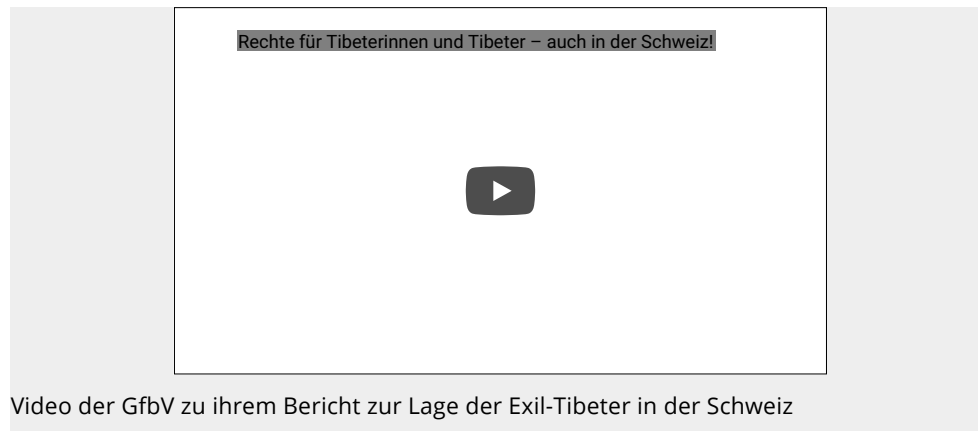 Rechte für Tibeterinnen und Tibeter – auch in der Schweiz!
Video der GfbV zu ihrem Bericht zur Lage der Exil-Tibeter in der Schweiz